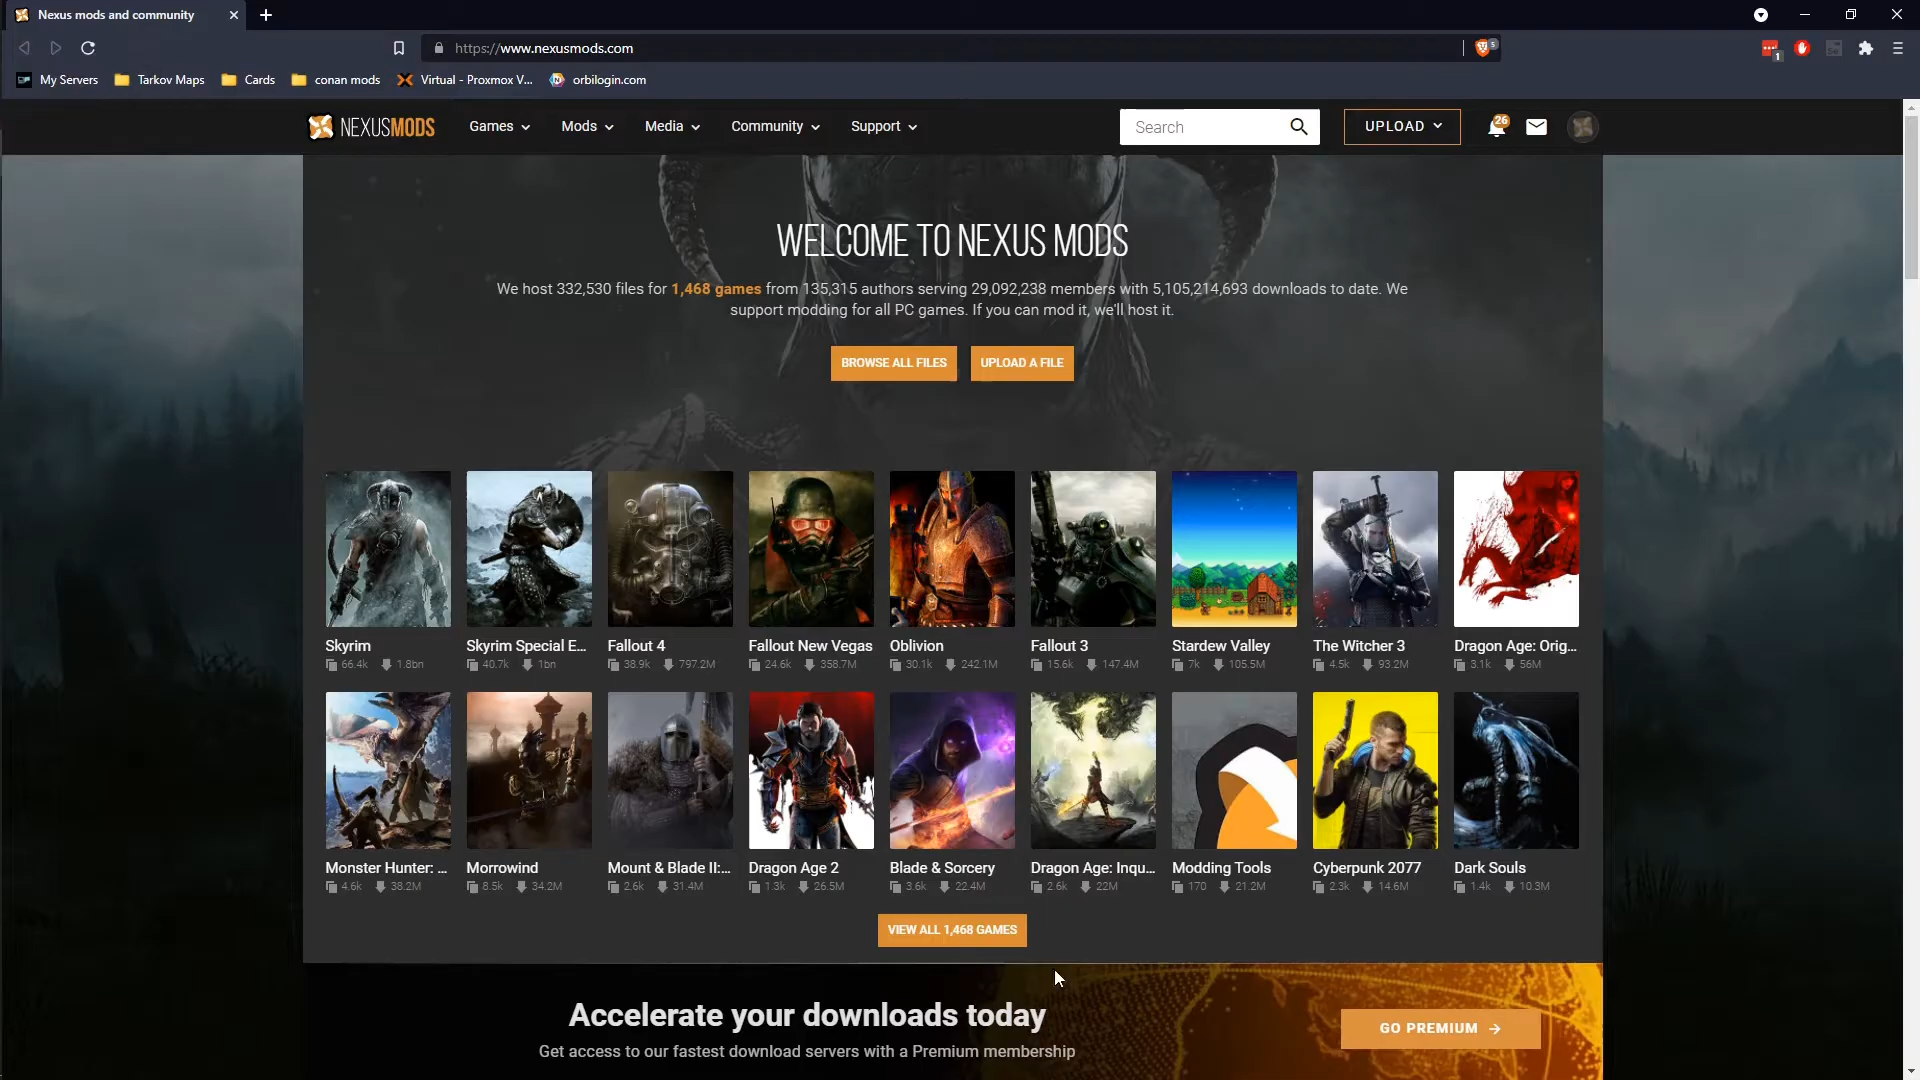 Nexus mods and community
https://www.nexusmods.com
5
1
My Servers
Tarkov Maps
Cards
conan mods
Virtual - Proxmox V...
orbilogin.com
NEXUSMODS
Games
Mods
Media
Community
Support
Search
UPLOAD
26
WELCOME TO NEXUS MODS
We host 332,530 files for 1,468 games from 135,315 authors serving 29,092,238 members with 5,105,214,693 downloads to date. We
support modding for all PC games. If you can mod it, we'll host it.
BROWSE ALL FILES
UPLOAD A FILE
Skyrim
66.4k 1.8bn
Skyrim Special E...
40.7k 1bn
Fallout 4
38.9k 797.2M
Fallout New Vegas
24.6k 358.7M
Oblivion
30.1k 242.1M
Fallout 3
15.6k 147.4M
Stardew Valley
7k 105.5M
The Witcher 3
4.5k 93.2M
Dragon Age: Orig...
3.1k 56M
Monster Hunter: ...
4.6k 38.2M
Morrowind
8.5k 34.2M
Mount & Blade II:...
2.6k 31.4M
Dragon Age 2
1.3k 26.5M
Blade & Sorcery
3.6k 22.4M
Dragon Age: Inqu...
2.6k 22M
Modding Tools
170 21.2M
Cyberpunk 2077
2.3k 14.6M
Dark Souls
1.4k 10.3M
VIEW ALL 1,468 GAMES
Accelerate your downloads today
Get access to our fastest download servers with a Premium membership
GO PREMIUM